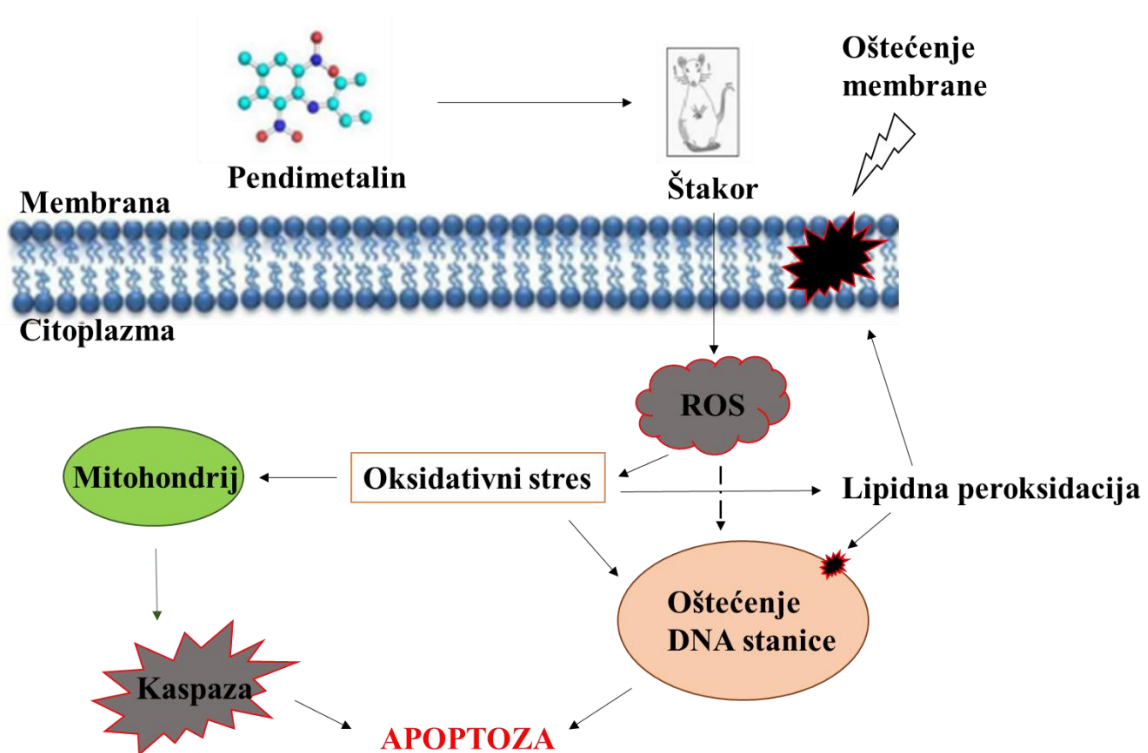 Oštećenje
membrane
Pendimetalin
Štakor
Membrana
Citoplazma
ROS
Mitohondrij
Oksidativni stres
Lipidna peroksidacija
Oštećenje
DNA stanice
Kaspaza
APOPTOZA